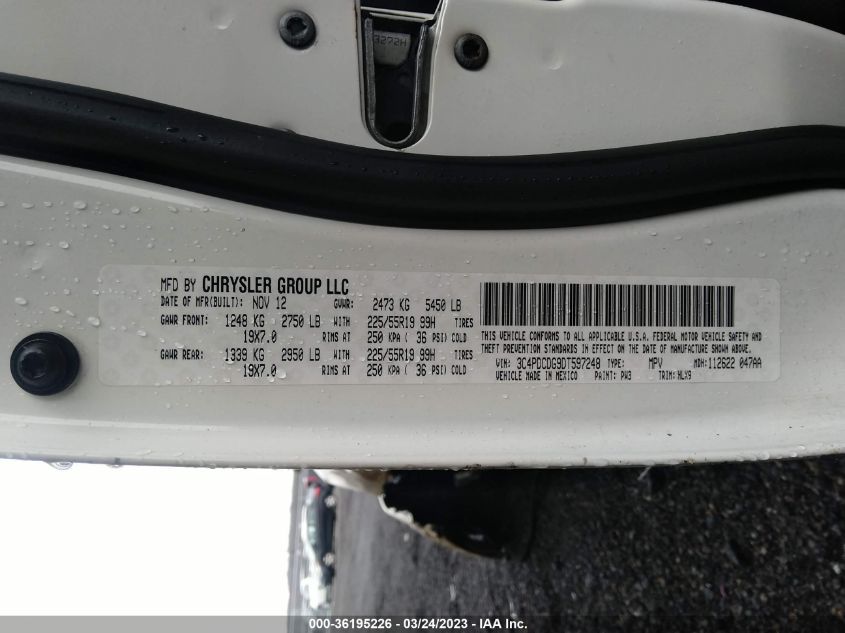 3272H
MFD BY CHRYSLER GROUP LLC
DATE OF MFR(BUILT): NOV 12 GVWR: 2473 KG 5450 LB
GAWR FRONT: 1248 KG 2750 LB WITH 225/55R19 99H TIRES
19X7.0 RIMS AT 250 KPA ( 36 PSI) COLD
GAWR REAR: 1339 KG 2950 LB WITH 225/55R19 99H TIRES
19X7.0 RIMS AT 250 KPA ( 36 PSI) COLD
THIS VEHICLE CONFORMS TO ALL APPLICABLE U.S.A. FEDERAL MOTOR VEHICLE SAFETY AND
THEFT PREVENTION STANDARDS IN EFFECT ON THE DATE OF MANUFACTURE SHOWN ABOVE.
VIN: 3C4PDCDG9DT597248 TYPE: MPV MDH: 112622 047AA
VEHICLE MADE IN MEXICO PAINT: PW3 TRIM: HLX9
000-36195226 - 03/24/2023 - IAA Inc.